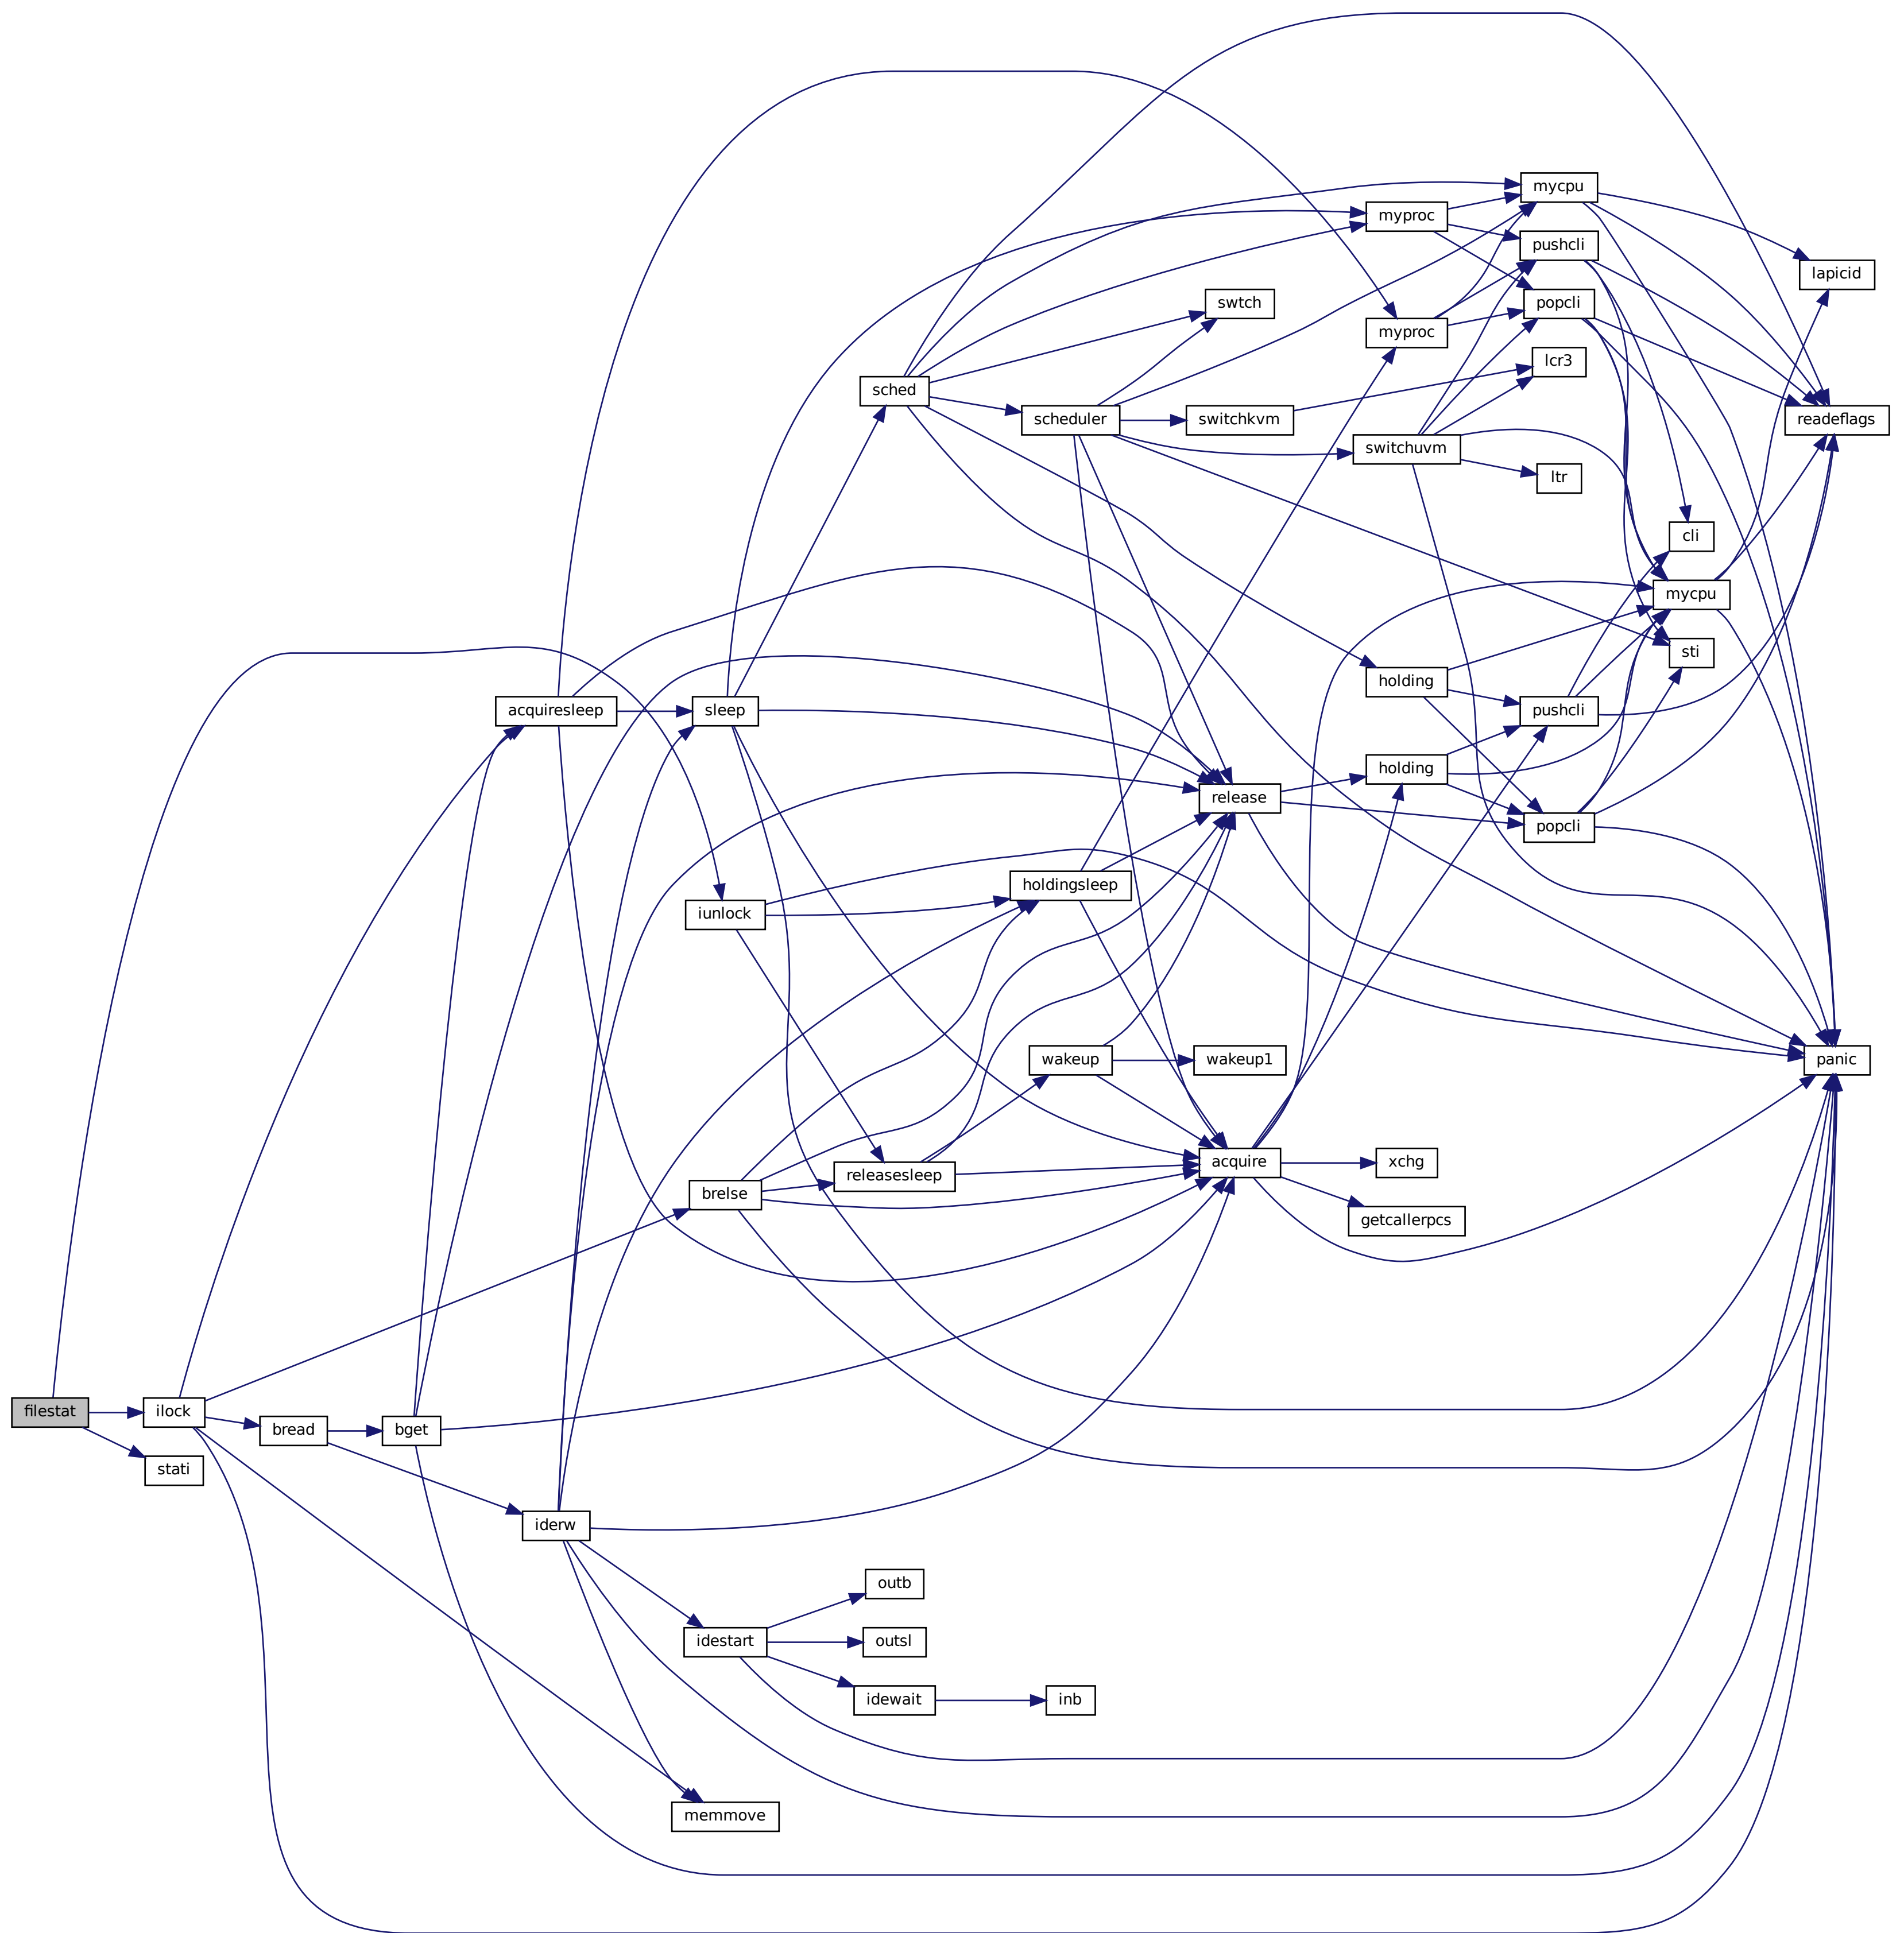 mycpu
myproc
pushcli
lapicid
swtch
popcli
myproc
lcr3
sched
scheduler
switchkvm
readeflags
switchuvm
ltr
cli
mycpu
sti
holding
acquiresleep
sleep
pushcli
holding
release
popcli
holdingsleep
iunlock
wakeup
wakeup1
panic
acquire
xchg
releasesleep
brelse
getcallerpcs
filestat
ilock
bread
bget
stati
iderw
outb
idestart
outsl
idewait
inb
memmove